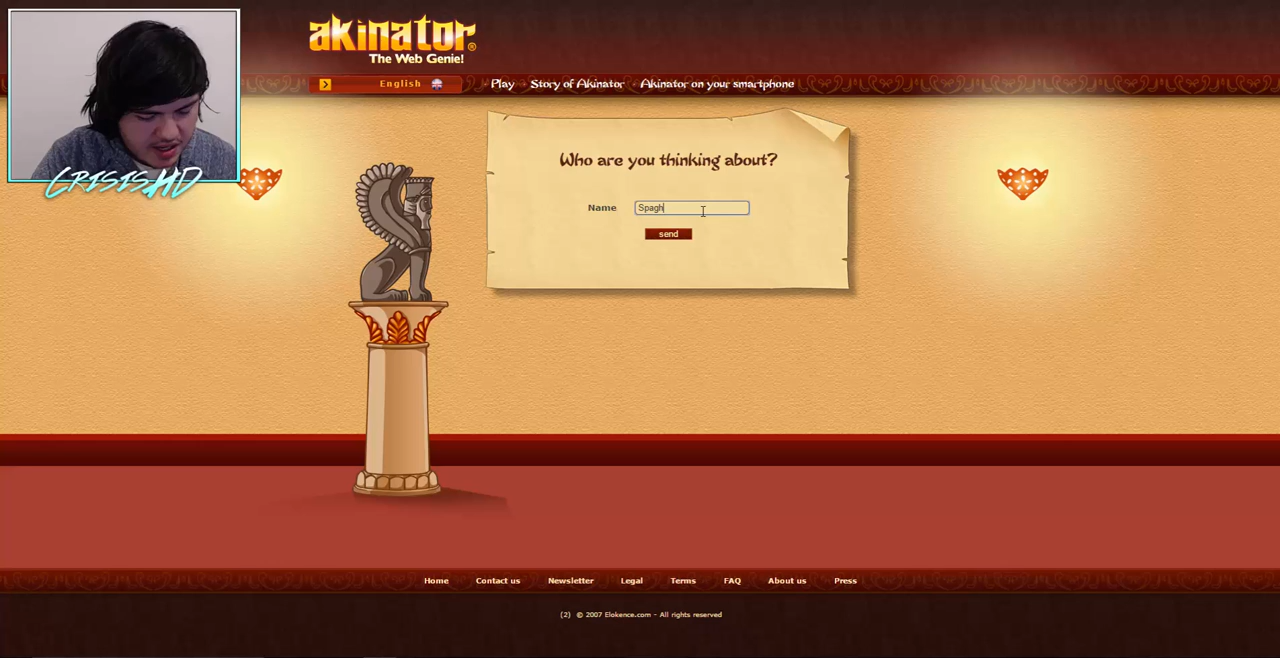 akinator®
The Web Genie!
English
Play
Story of Akinator
Akinator on your smartphone
CRISISHD
Who are you thinking about?
Name
Spagh
send
Home
Contact us
Newsletter
Legal
Terms
FAQ
About us
Press
(2) © 2007 Elokence.com - All rights reserved